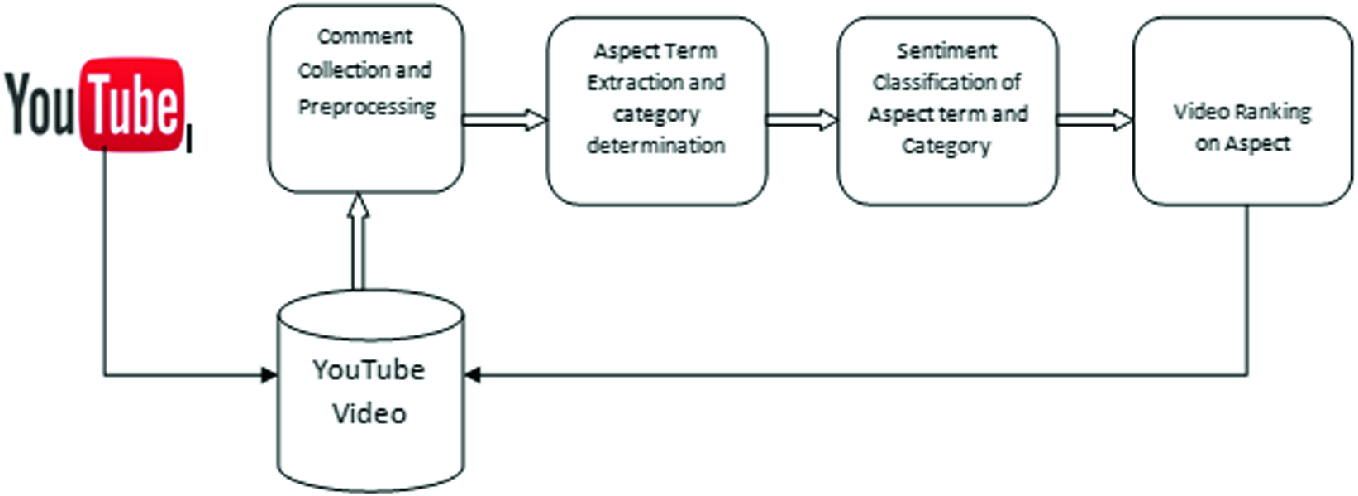 YouTube
Comment
Collection and
Preprocessing
Aspect Term
Extraction and
category
determination
Sentiment
Classification of
Aspect term and
Category
Video Ranking
on Aspect
YouTube
Video